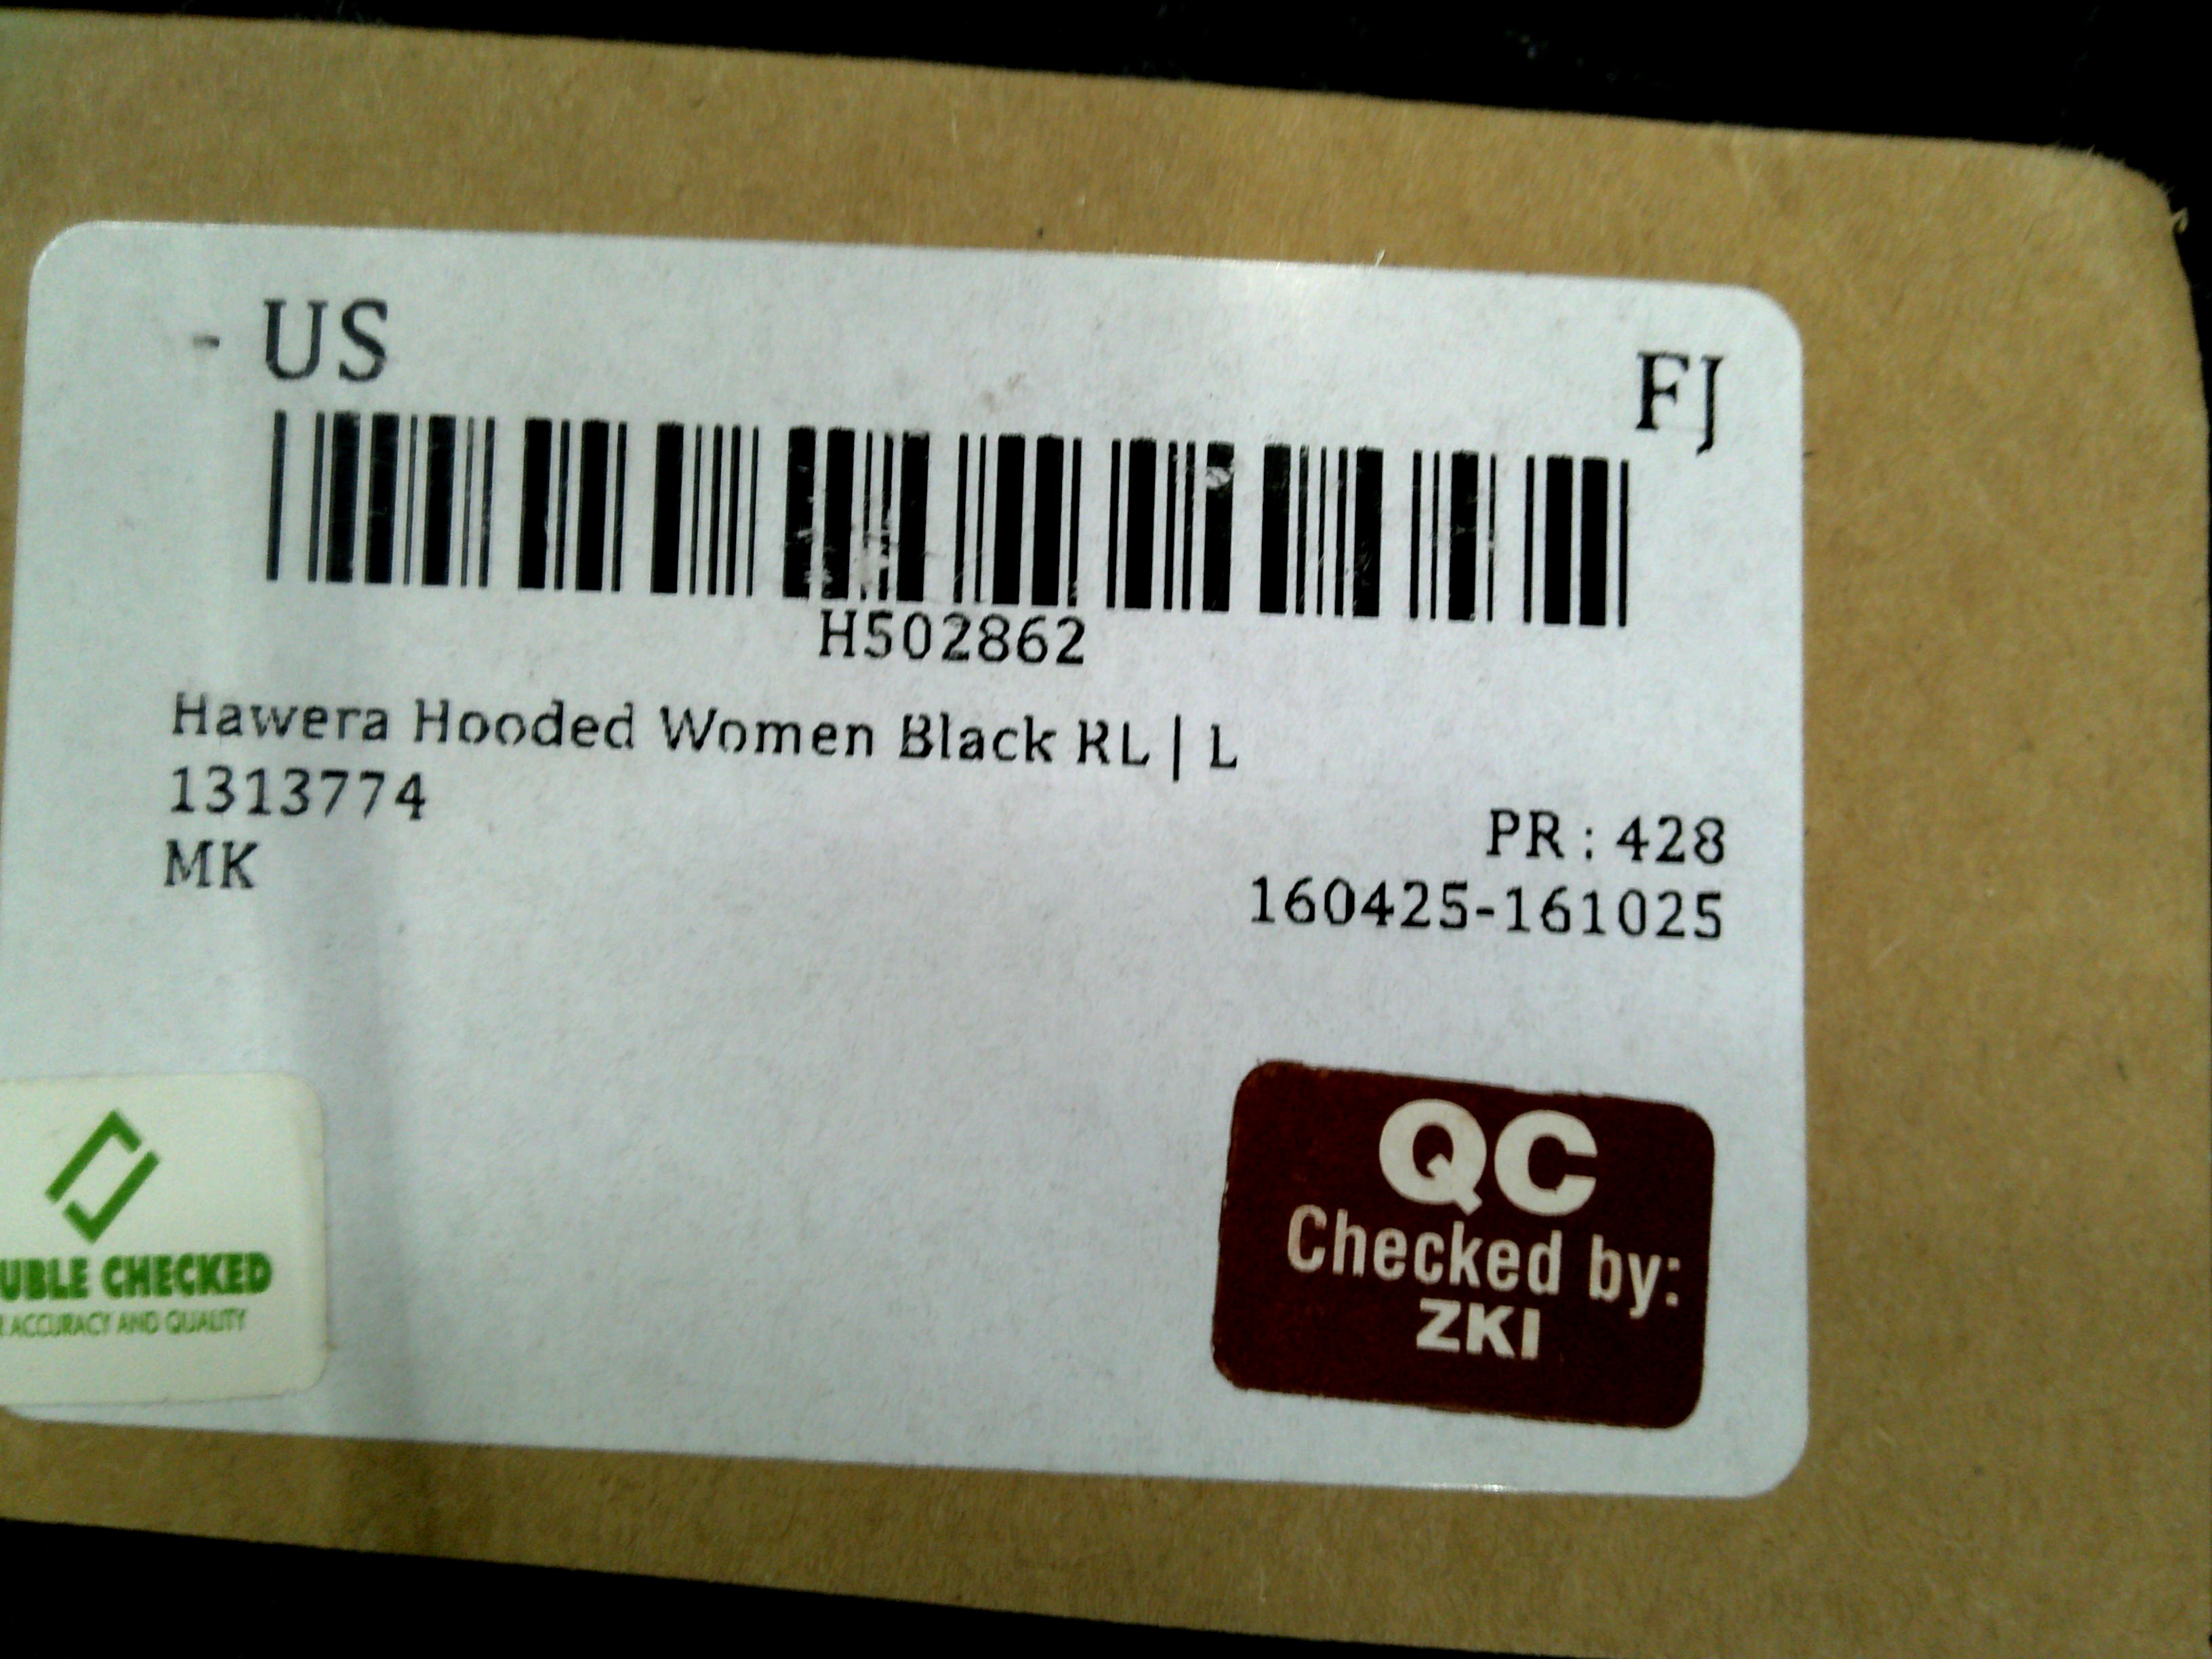 - US
FJ
H502862
Hawera Hooded Women Black RL | L
1313774
PR : 428
MK
160425-161025
UBLE CHECKED
R ACCURACY AND QUALITY
QC
Checked by:
ZKI